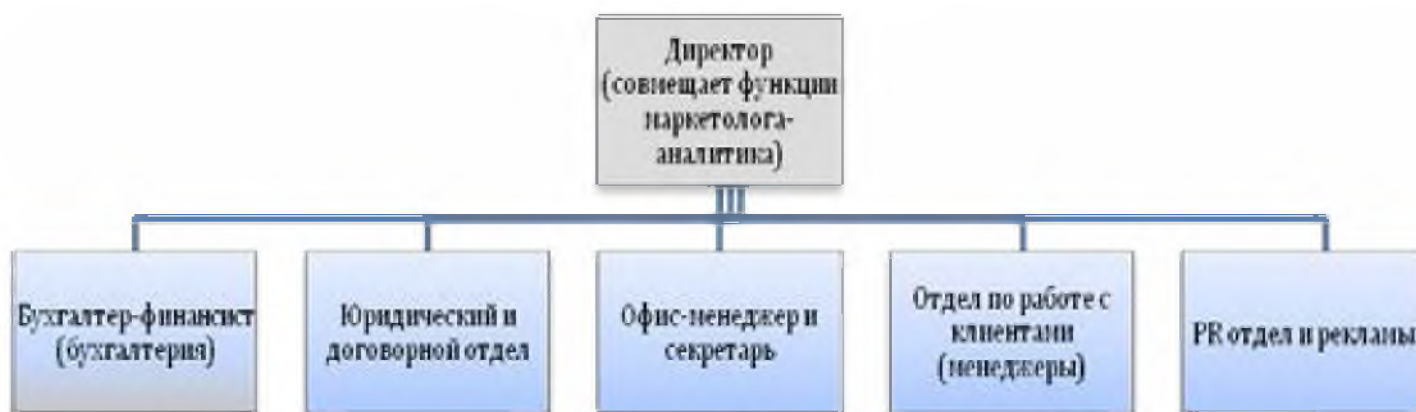 Директор
(совмещает функции
маркетолога-
аналитика)
Бухгалтер-финансист
(бухгалтерия)
Юридический и
договорной отдел
Офис-менеджер и
секретарь
Отдел по работе с
клиентами
(менеджеры)
PR отдел и рекламы